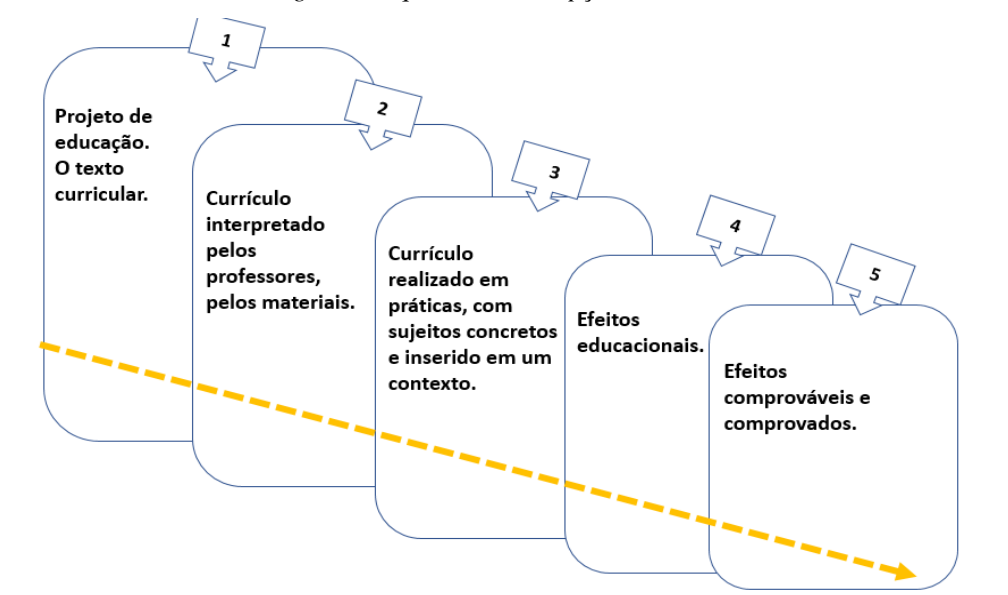 1
Projeto de
educação.
O texto
curricular.
2
Currículo
interpretado
pelos
professores,
pelos materiais.
3
Currículo
realizado em
práticas, com
sujeitos concretos
e inserido em um
contexto.
4
Efeitos
educacionais.
5
Efeitos
comprováveis e
comprovados.